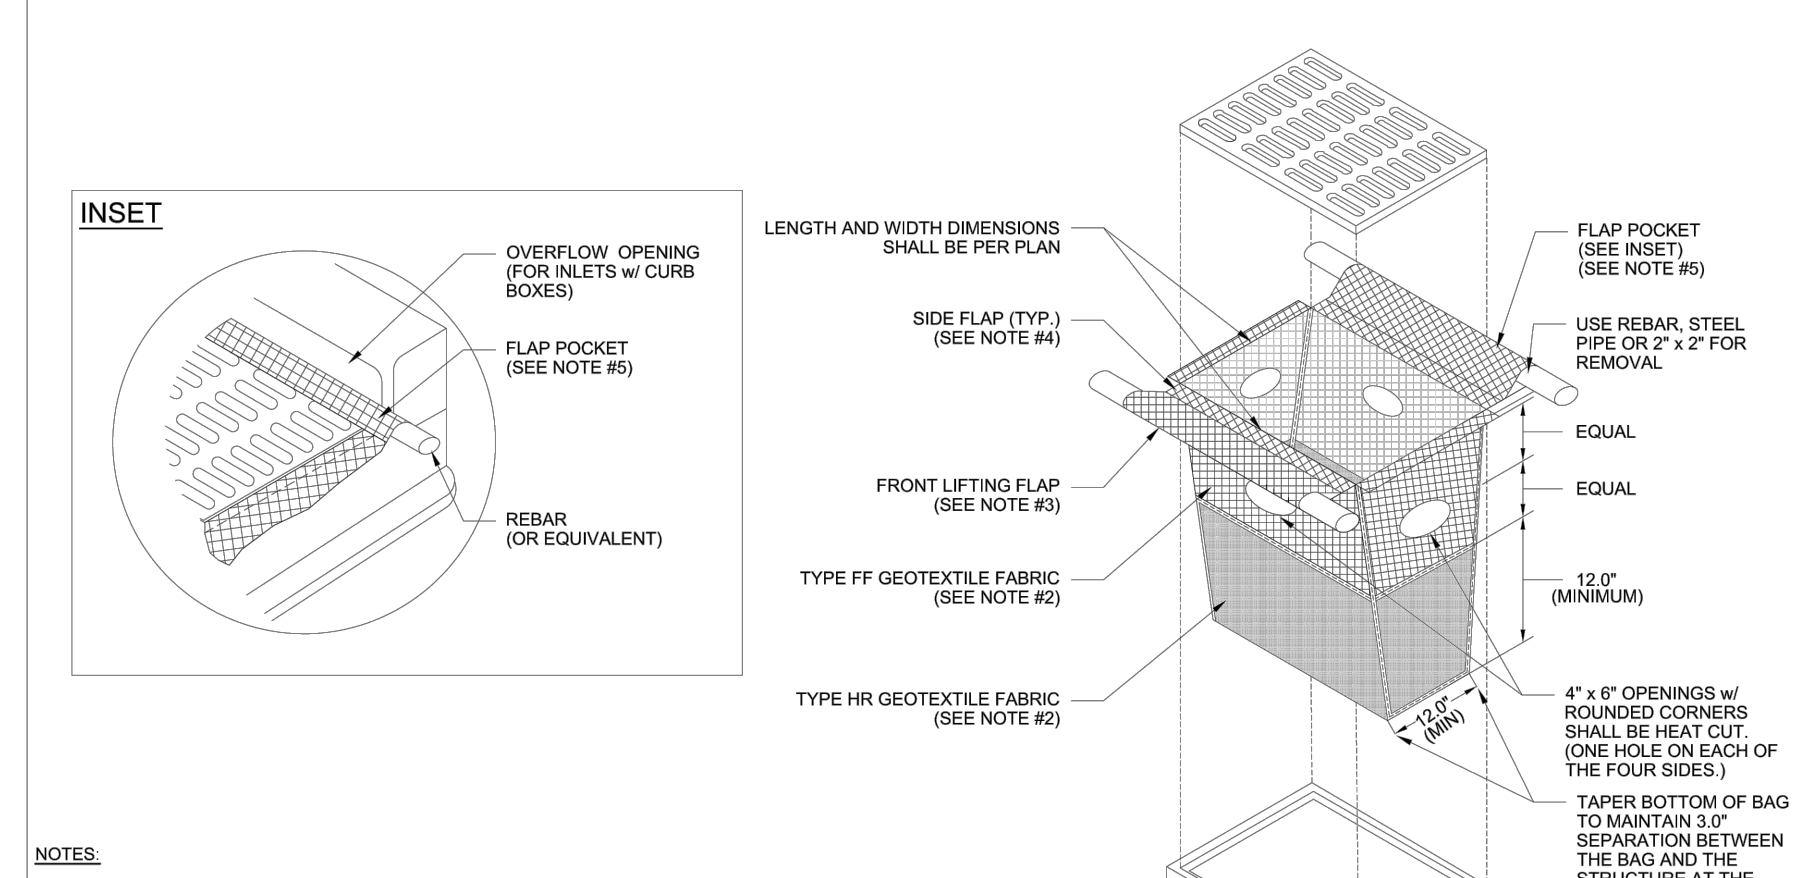 INSET
OVERFLOW OPENING
(FOR INLETS w/ CURB
BOXES)
FLAP POCKET
(SEE NOTE #5)
REBAR
(OR EQUIVALENT)
LENGTH AND WIDTH DIMENSIONS
SHALL BE PER PLAN
SIDE FLAP (TYP.)
(SEE NOTE #4)
FRONT LIFTING FLAP
(SEE NOTE #3)
TYPE FF GEOTEXTILE FABRIC
(SEE NOTE #2)
TYPE HR GEOTEXTILE FABRIC
(SEE NOTE #2)
FLAP POCKET
(SEE INSET)
(SEE NOTE #5)
USE REBAR, STEEL
PIPE OR 2" x 2" FOR
REMOVAL
EQUAL
EQUAL
12.0"
(MINIMUM)
12.0"
(MIN)
4" x 6" OPENINGS w/
ROUNDED CORNERS
SHALL BE HEAT CUT.
(ONE HOLE ON EACH OF
THE FOUR SIDES.)
TAPER BOTTOM OF BAG
TO MAINTAIN 3.0"
SEPARATION BETWEEN
THE BAG AND THE
STRUCTURE AT THE
NOTES: